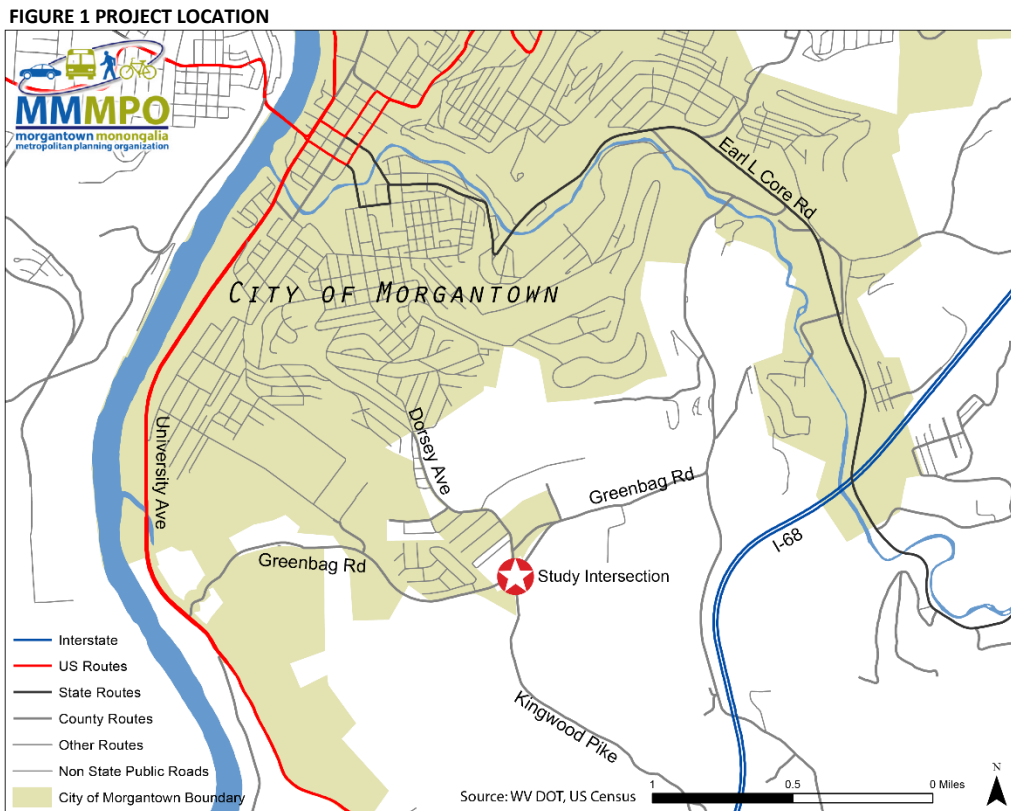 FIGURE 1 PROJECT LOCATION
MMMPO
morgantown monongalia
metropolitan planning organization
Earl L Core Rd
CITY OF MORGANTOWN
University Ave
Dorsey Ave
Greenbag Rd
I-68
Greenbag Rd
Study Intersection
Kingwood Pike
Interstate
US Routes
State Routes
County Routes
Other Routes
Non State Public Roads
City of Morgantown Boundary
Source: WV DOT, US Census
1 0.5 0 Miles
N